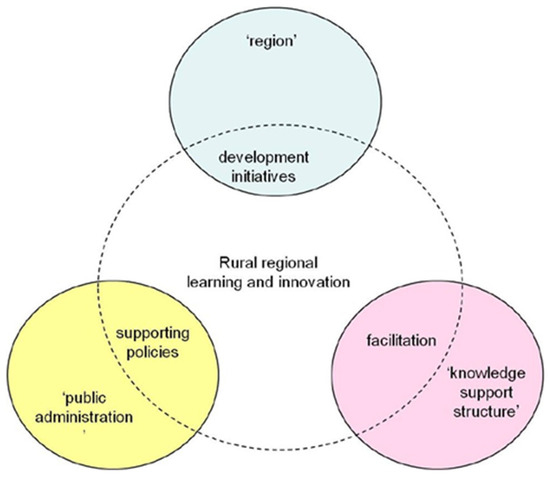 ‘region’
development
initiatives
Rural regional
learning and innovation
supporting
policies
‘public
administration
’
facilitation
‘knowledge
support
structure’